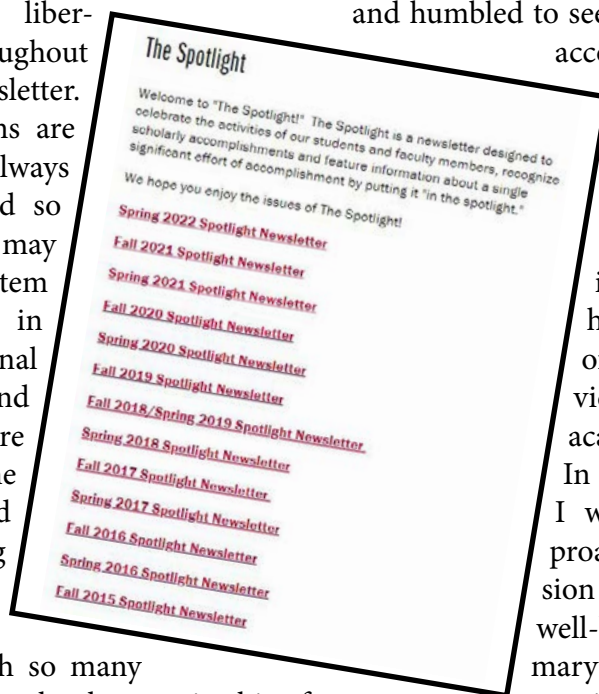 liber-
ughout
sletter.
ns are
lways
d so
may
tem
in
nal
nd
re
ne
d
g
h so many
The Spotlight
Welcome to "The Spotlight!" The Spotlight is a newsletter designed to
celebrate the activities of our students and faculty members, recognize
scholarly accomplishments and feature information about a single
significant effort of accomplishment by putting it "in the spotlight."
We hope you enjoy the issues of The Spotlight!
Spring 2022 Spotlight Newsletter
Fall 2021 Spotlight Newsletter
Spring 2021 Spotlight Newsletter
Fall 2020 Spotlight Newsletter
Spring 2020 Spotlight Newsletter
Fall 2019 Spotlight Newsletter
Fall 2018/Spring 2019 Spotlight Newsletter
Spring 2018 Spotlight Newsletter
Fall 2017 Spotlight Newsletter
Spring 2017 Spotlight Newsletter
Fall 2016 Spotlight Newsletter
Spring 2016 Spotlight Newsletter
Fall 2015 Spotlight Newsletter
and humbled to see
acco
i
h
o
vi
aca
In
I w
proa
sion
well-
mary